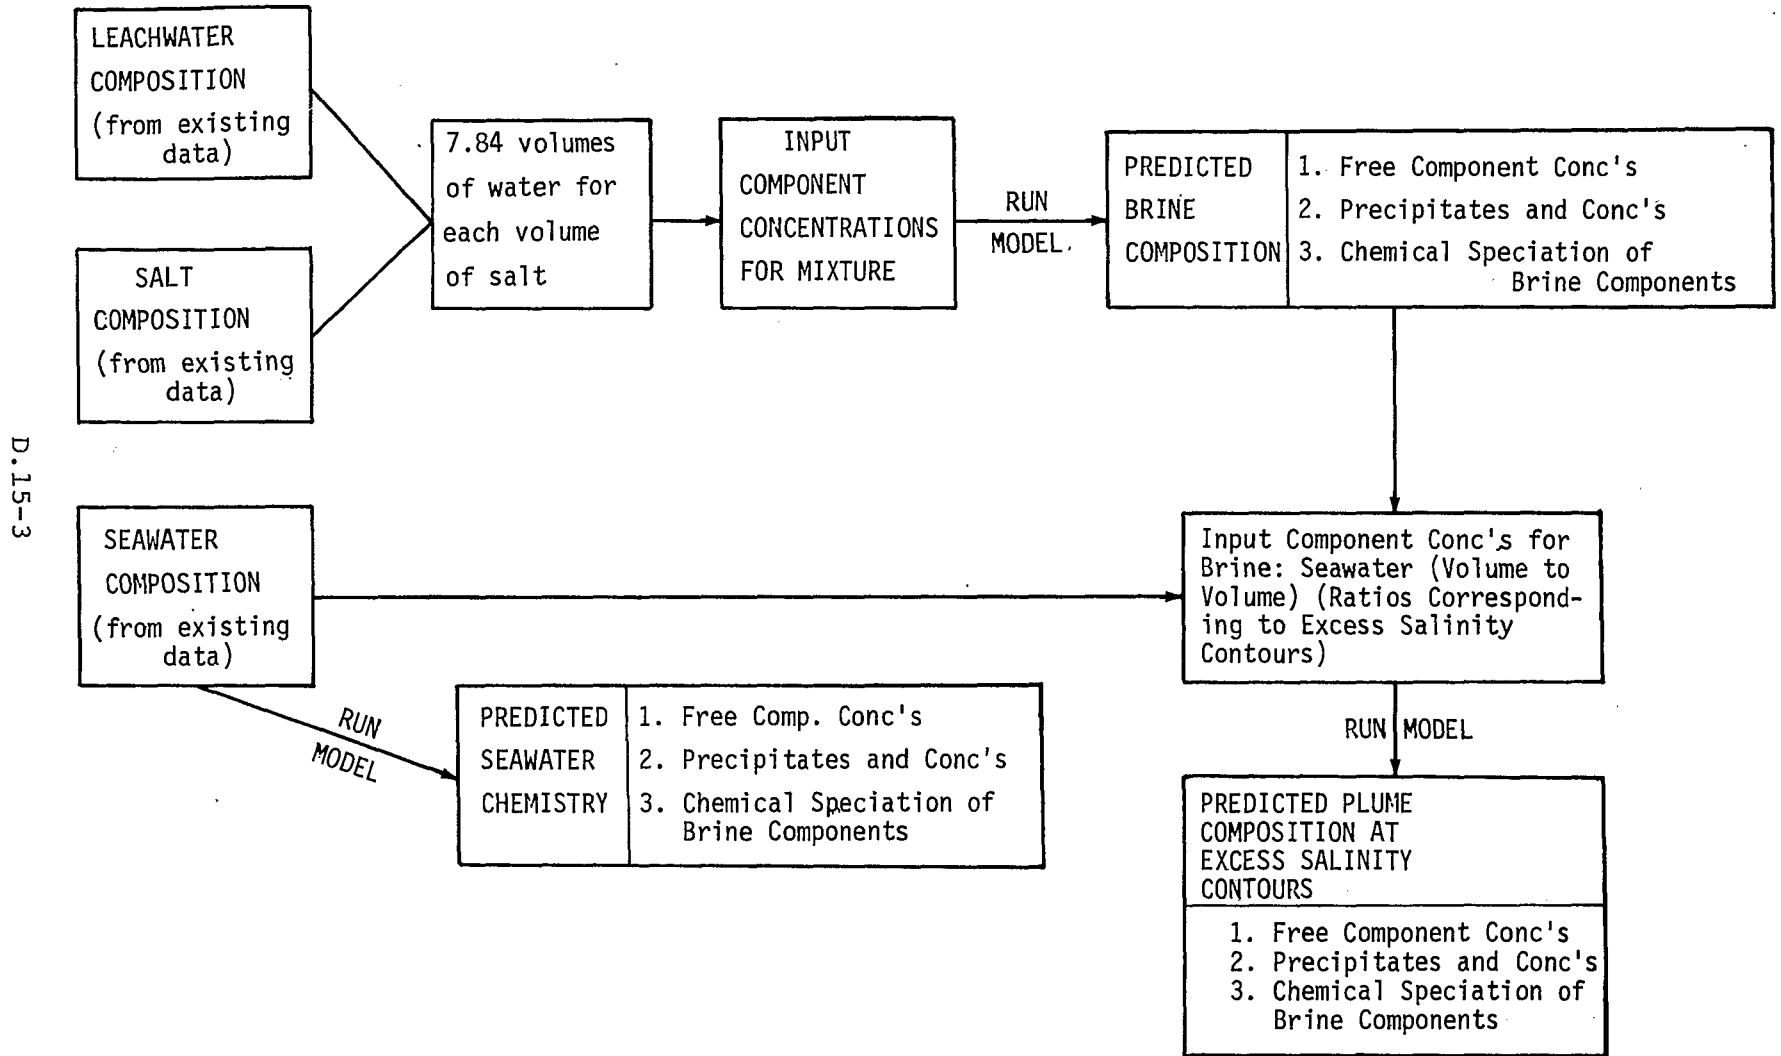 LEACHWATER
COMPOSITION
(from existing
data)
SALT
COMPOSITION
(from existing
data)
7.84 volumes
of water for
each volume
of salt
INPUT
COMPONENT
CONCENTRATIONS
FOR MIXTURE
RUN
MODEL.
PREDICTED
BRINE
COMPOSITION
1. Free Component Conc's
2. Precipitates and Conc's
3. Chemical Speciation of
Brine Components
D.15-3
SEAWATER
COMPOSITION
(from existing
data)
Input Component Conc's for
Brine: Seawater (Volume to
Volume) (Ratios Correspond-
ing to Excess Salinity
Contours)
RUN
MODEL
PREDICTED
SEAWATER
CHEMISTRY
1. Free Comp. Conc's
2. Precipitates and Conc's
3. Chemical Speciation of
Brine Components
RUN MODEL
PREDICTED PLUME
COMPOSITION AT
EXCESS SALINITY
CONTOURS
1. Free Component Conc's
2. Precipitates and Conc's
3. Chemical Speciation of
Brine Components